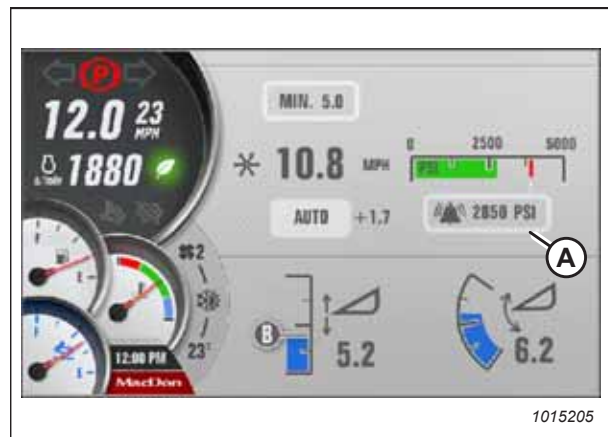 P
12.0 23 MPH
1880
MIN. 5.0
10.8 MPH
AUTO +1.7
0 2500 5000
PSI
2850 PSI
A
F
E
F
E
2
23°
12:00 PM
MacDon
B
5.2
6.2
1015205